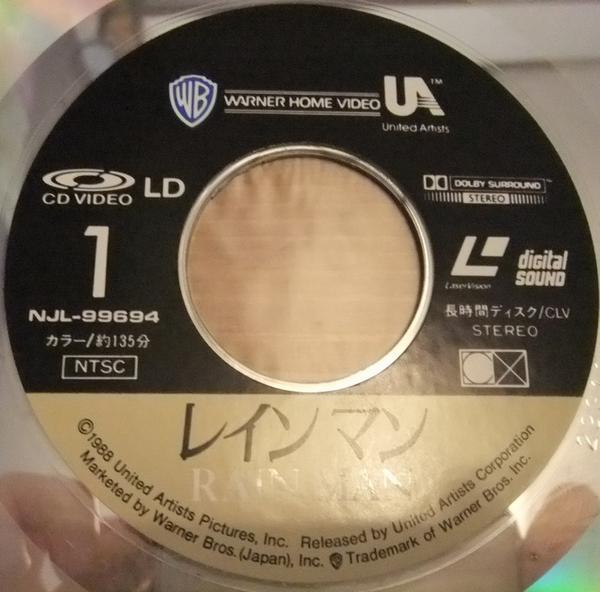 WB WARNER HOME VIDEO UA™
United Artists
CD VIDEO LD
1
NJL-99694
カラー/約135分
NTSC
DOLBY SURROUND™
STEREO
LaserVision
digital SOUND
長時間ディスク/CLV
STEREO
レインマン
RAIN MAN
©1988 United Artists Pictures, Inc. Released by United Artists Corporation
Marketed by Warner Bros.(Japan), Inc. WB Trademark of Warner Bros. Inc.